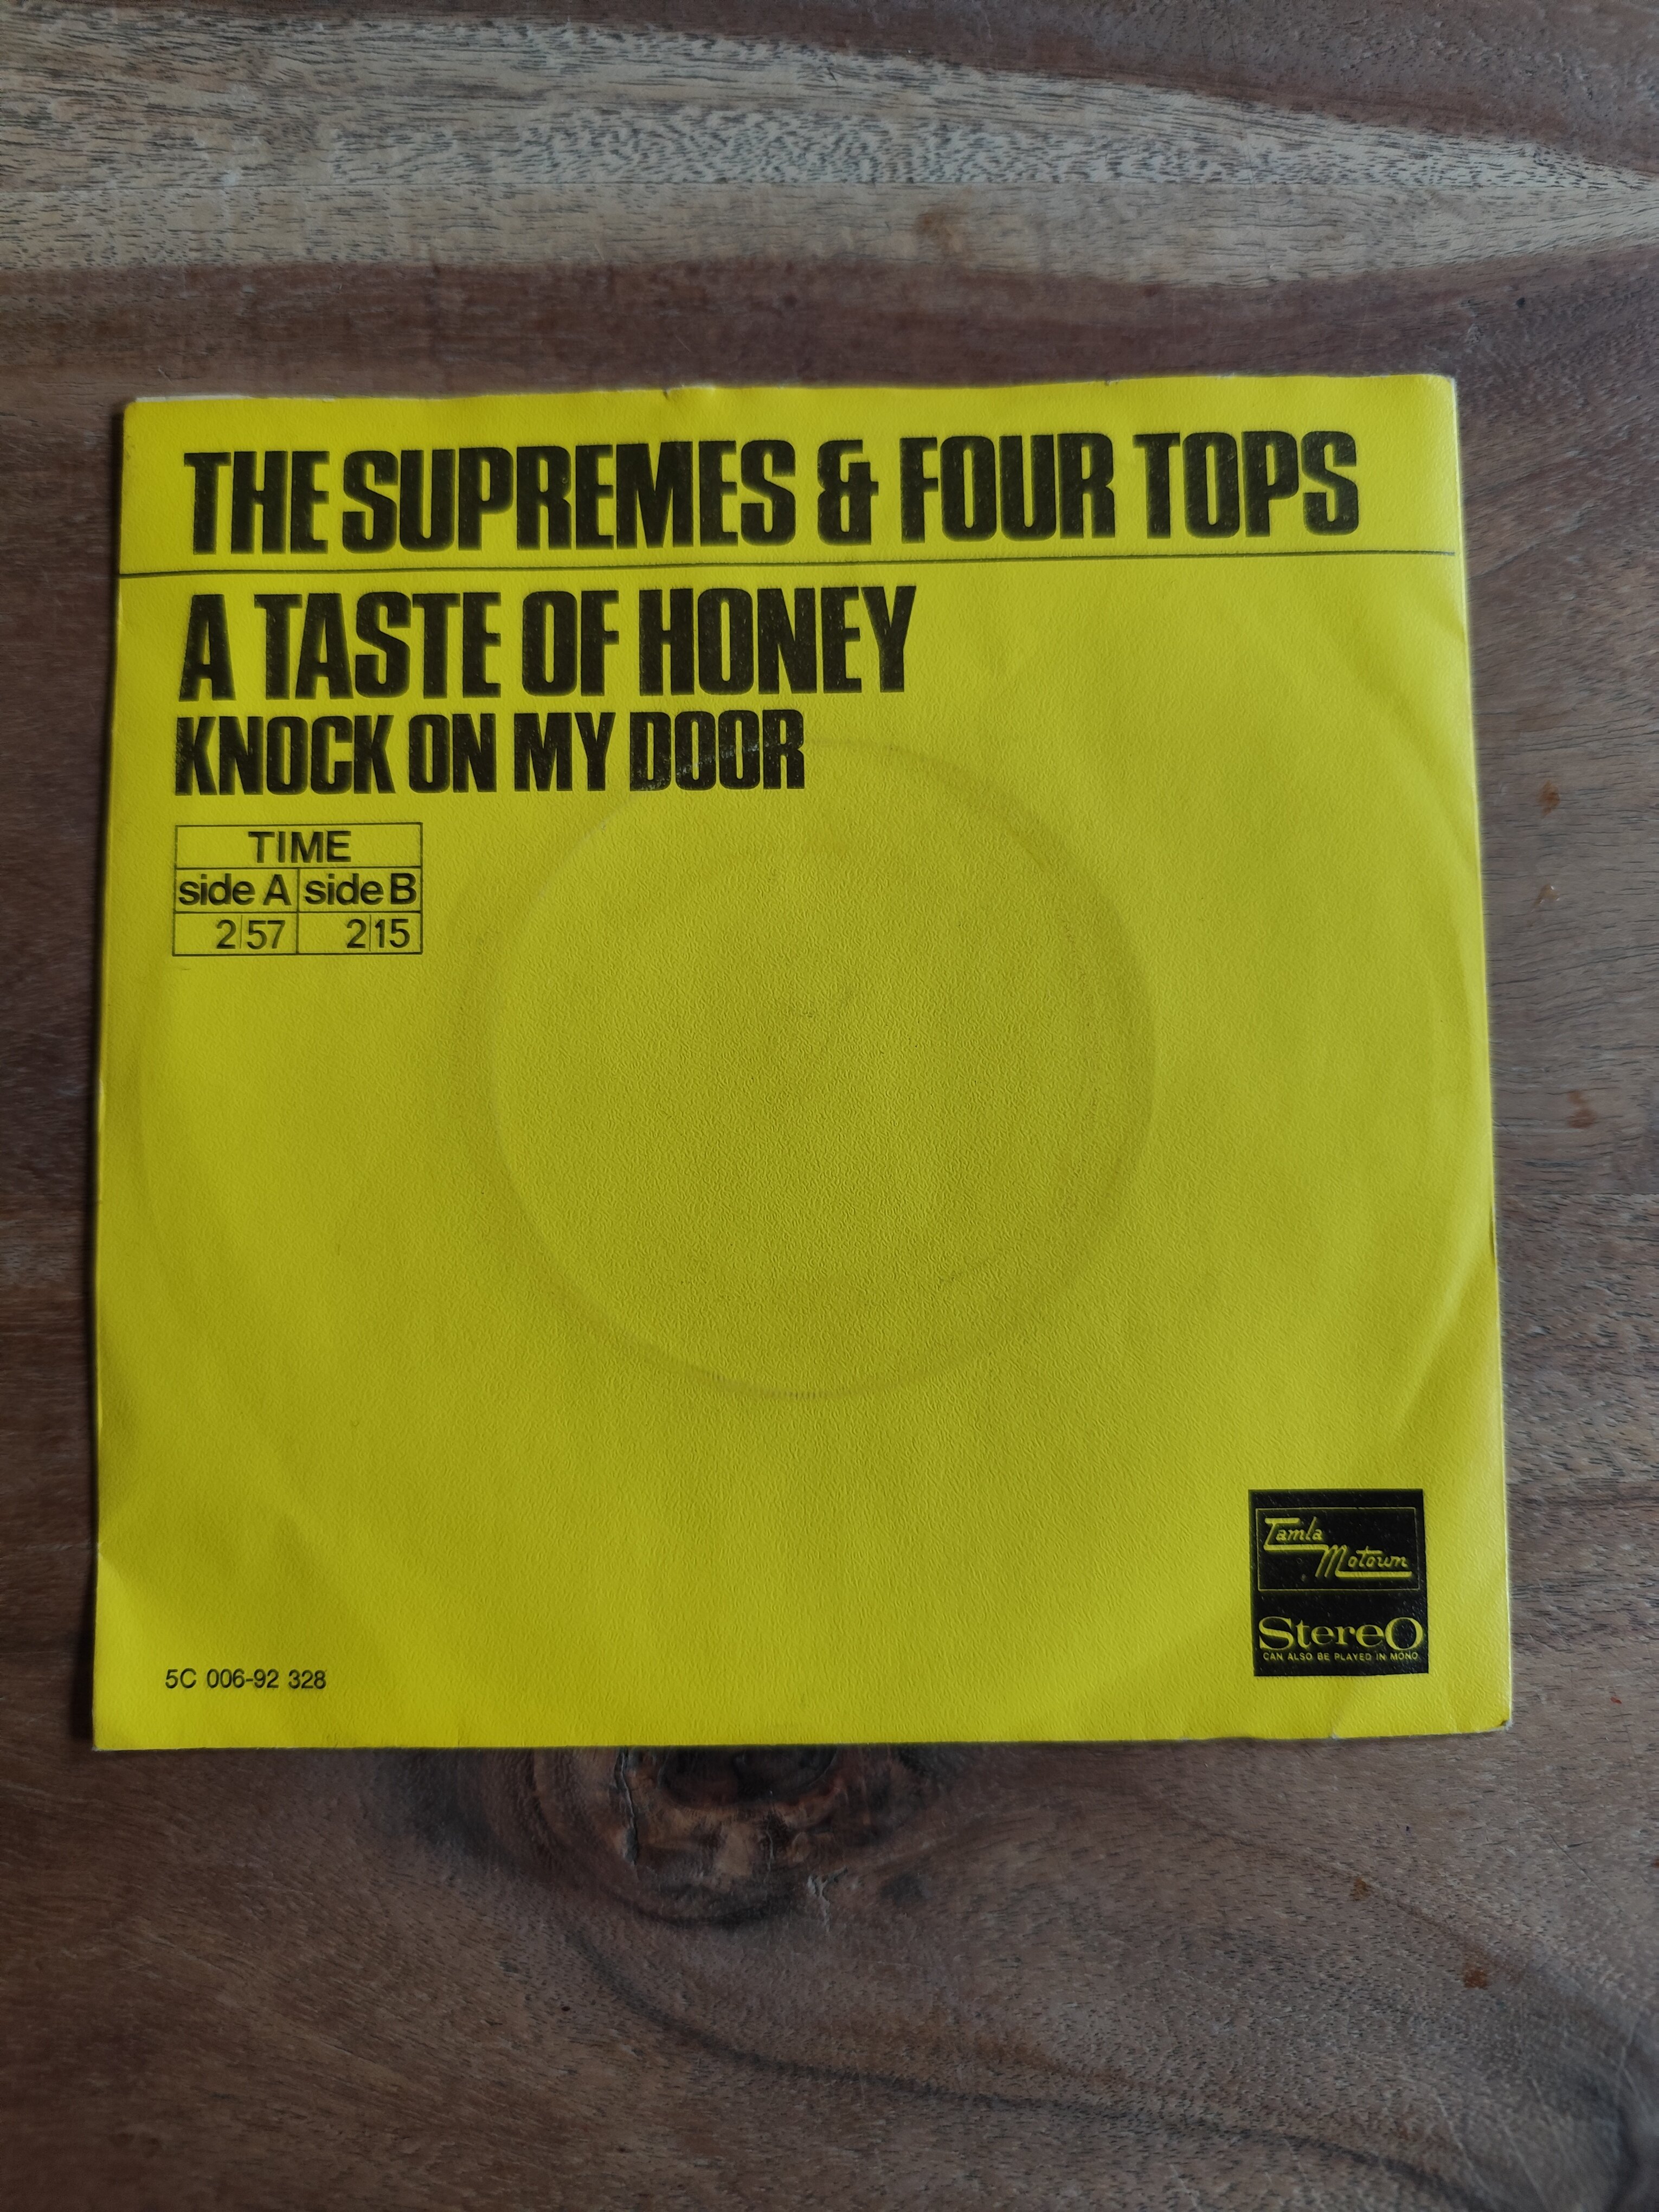 THE SUPREMES & FOUR TOPS
A TASTE OF HONEY
KNOCK ON MY DOOR
TIME
side A side B
2 57 2 15
Tamla
Motown
StereO
CAN ALSO BE PLAYED IN MONO
5C 006-92 328